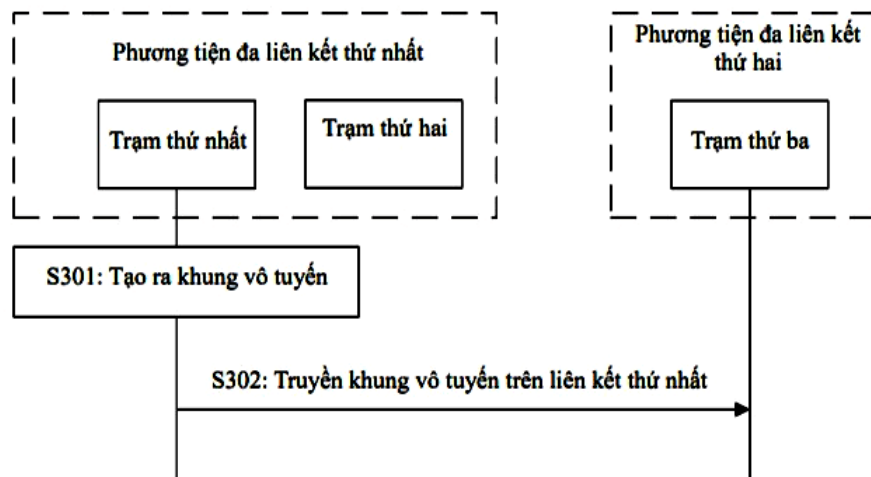 Phương tiện đa liên kết thứ nhất
Phương tiện đa liên kết
thứ hai
Trạm thứ nhất
Trạm thứ hai
Trạm thứ ba
S301: Tạo ra khung vô tuyến
S302: Truyền khung vô tuyến trên liên kết thứ nhất